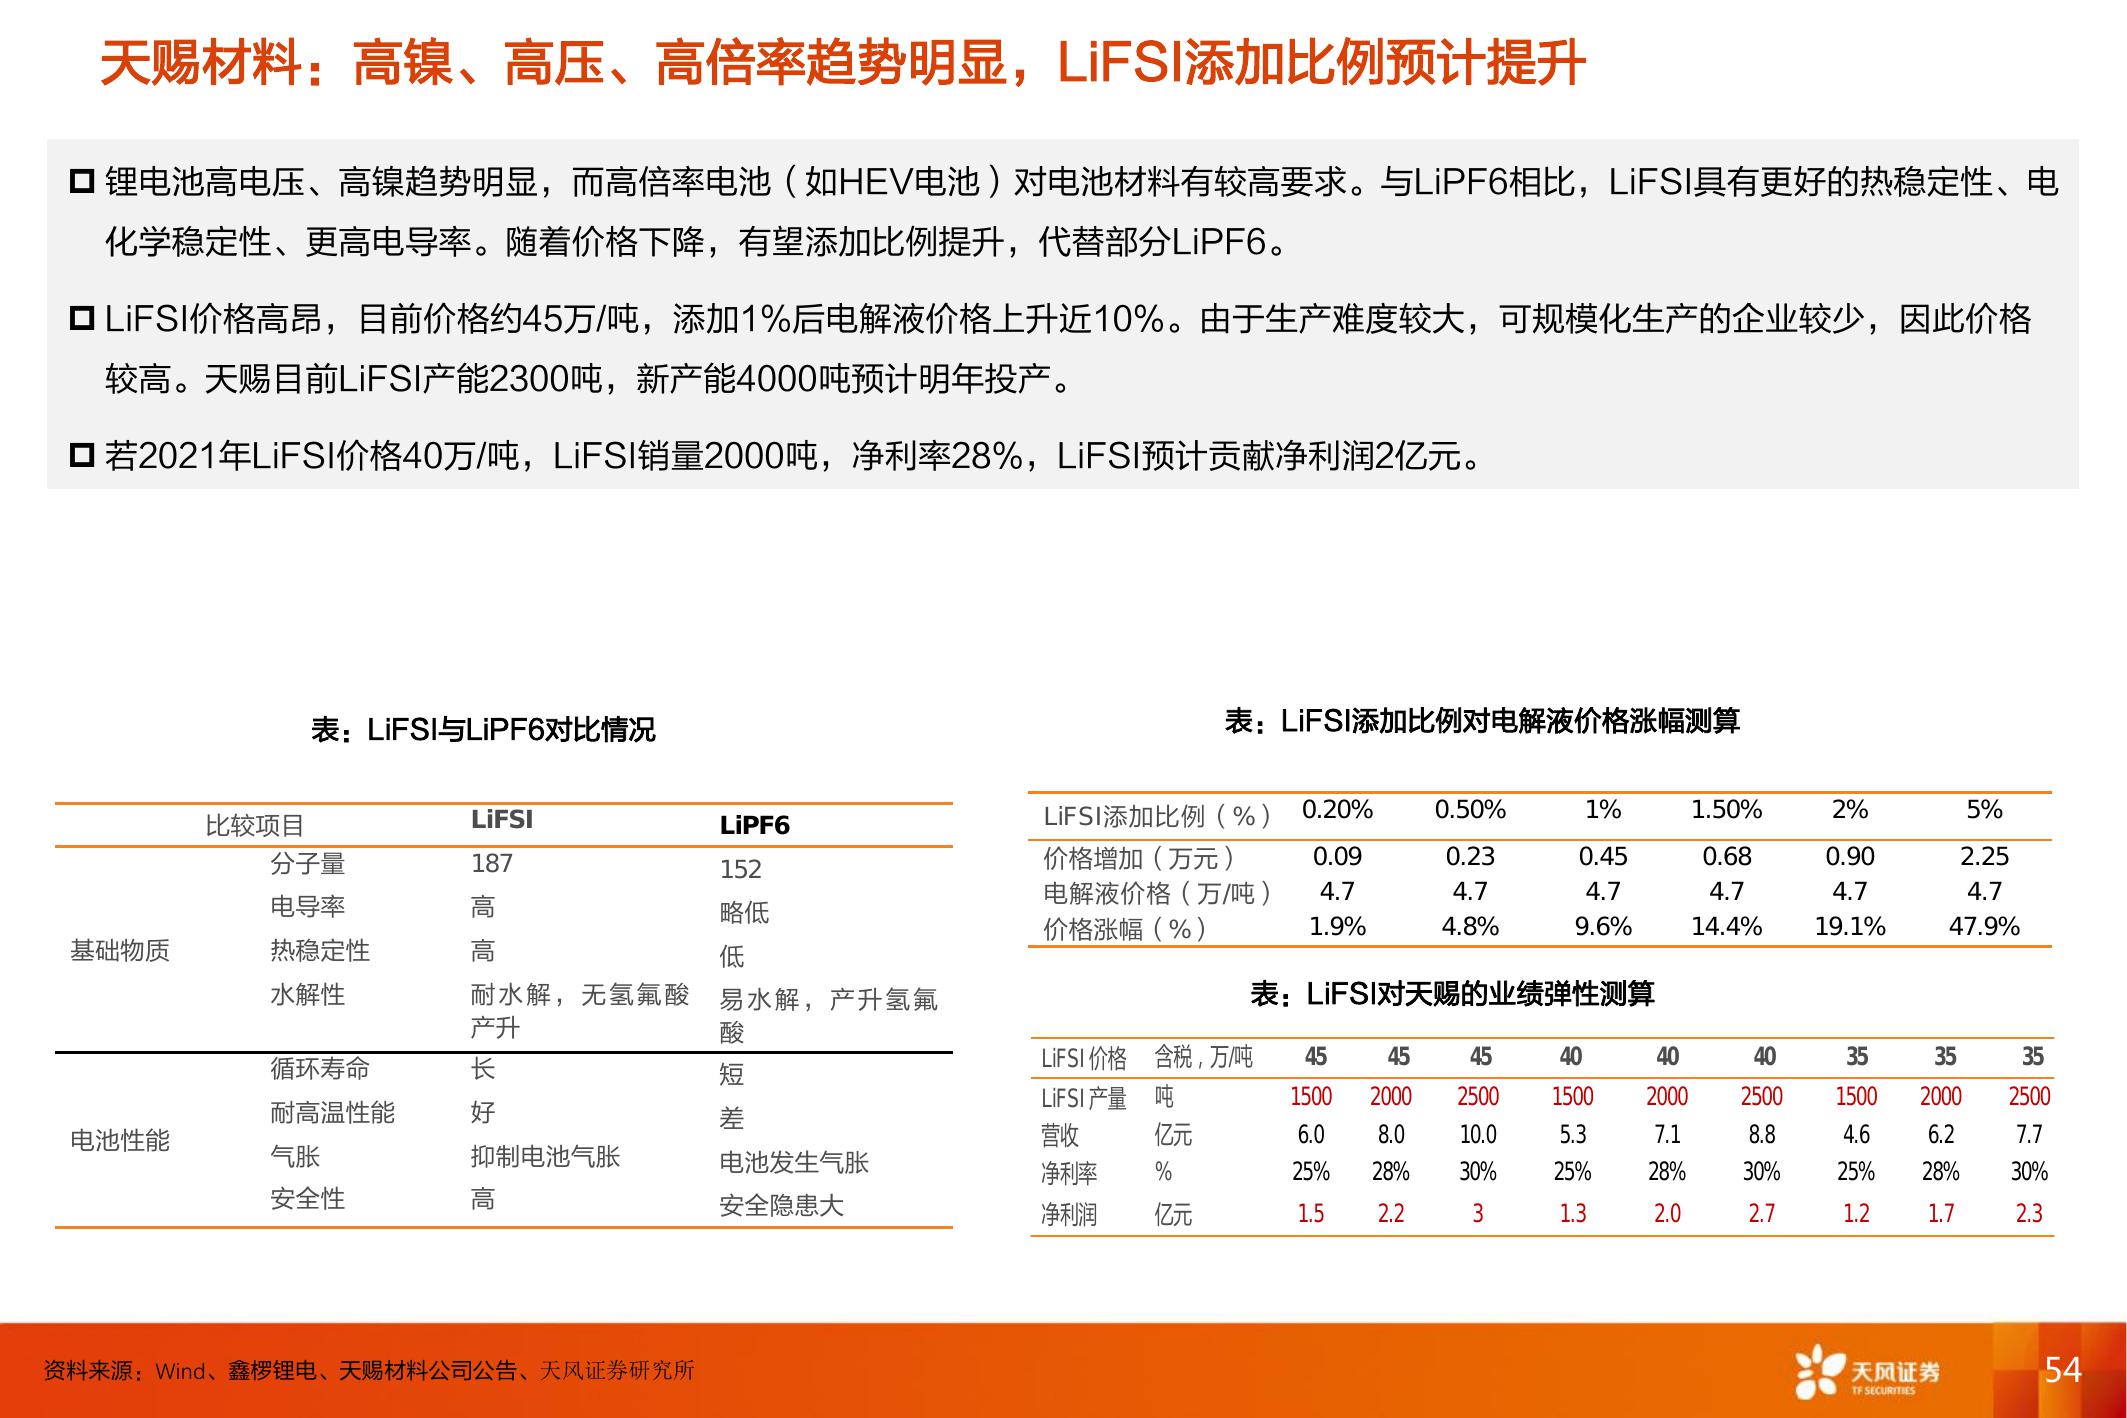 天赐材料：高镍、高压、高倍率趋势明显，LiFSI添加比例预计提升
锂电池高电压、高镍趋势明显，而高倍率电池（如HEV电池）对电池材料有较高要求。与LiPF6相比，LiFSI具有更好的热稳定性、电
化学稳定性、更高电导率。随着价格下降，有望添加比例提升，代替部分LiPF6。
LiFSI价格高昂，目前价格约45万/吨，添加1%后电解液价格上升近10%。由于生产难度较大，可规模化生产的企业较少，因此价格
较高。天赐目前LiFSI产能2300吨，新产能4000吨预计明年投产。
若2021年LiFSI价格40万/吨，LiFSI销量2000吨，净利率28%，LiFSI预计贡献净利润2亿元。
表：LiFSI与LiPF6对比情况
比较项目 LiFSI LiPF6
基础物质
分子量 187 152
电导率 高 略低
热稳定性 高 低
水解性 耐水解，无氢氟酸 易水解，产升氢氟
产升 酸
电池性能
循环寿命 长 短
耐高温性能 好 差
气胀 抑制电池气胀 电池发生气胀
安全性 高 安全隐患大
表：LiFSI添加比例对电解液价格涨幅测算
LiFSI添加比例（%） 0.20% 0.50% 1% 1.50% 2% 5%
价格增加（万元） 0.09 0.23 0.45 0.68 0.90 2.25
电解液价格（万/吨） 4.7 4.7 4.7 4.7 4.7 4.7
价格涨幅（%） 1.9% 4.8% 9.6% 14.4% 19.1% 47.9%
表：LiFSI对天赐的业绩弹性测算
LiFSI价格 含税，万/吨 45 45 45 40 40 40 35 35 35
LiFSI产量 吨 1500 2000 2500 1500 2000 2500 1500 2000 2500
营收 亿元 6.0 8.0 10.0 5.3 7.1 8.8 4.6 6.2 7.7
净利率 % 25% 28% 30% 25% 28% 30% 25% 28% 30%
净利润 亿元 1.5 2.2 3 1.3 2.0 2.7 1.2 1.7 2.3
资料来源：Wind、鑫椤锂电、天赐材料公司公告、天风证券研究所
天风证券
TF SECURITIES
54